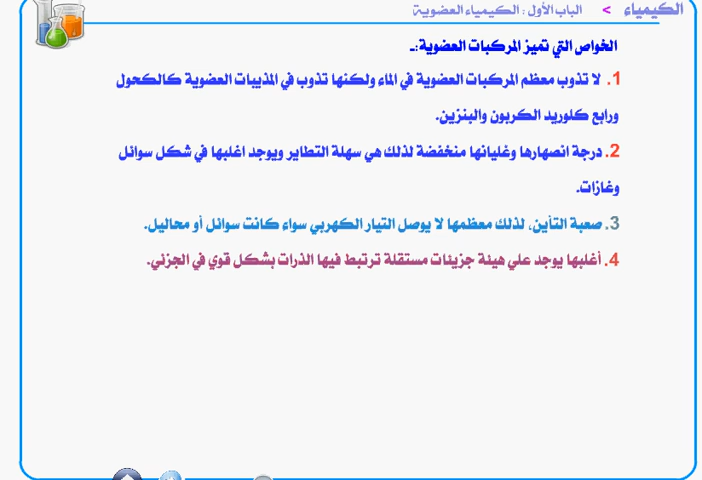 الكيمياء > الباب الأول : الكيمياء العضوية
الخواص التي تميز المركبات العضوية:ـ
1. لا تذوب معظم المركبات العضوية في الماء ولكنها تذوب في المذيبات العضوية كالكحول
ورابع كلوريد الكربون والبنزين.
2. درجة انصهارها وغليانها منخفضة لذلك هي سهلة التطاير ويوجد اغلبها في شكل سوائل
وغازات.
3. صعبة التأين، لذلك معظمها لا يوصل التيار الكهربي سواء كانت سوائل أو محاليل.
4. أغلبها يوجد علي هيئة جزيئات مستقلة ترتبط فيها الذرات بشكل قوي في الجزئي.